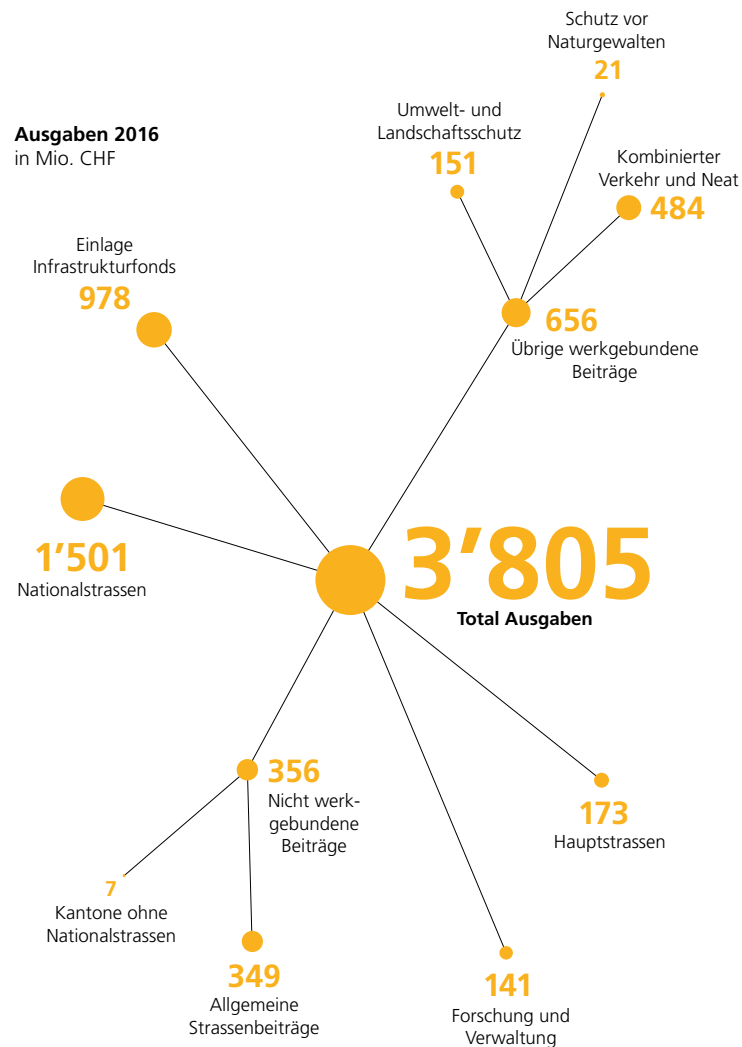 Ausgaben 2016
in Mio. CHF
Schutz vor
Naturgewalten
21
Umwelt- und
Landschaftsschutz
151
Kombinierter
Verkehr und Neat
484
Einlage
Infrastrukturfonds
978
656
Übrige werkgebundene
Beiträge
1’501
Nationalstrassen
3’805
Total Ausgaben
356
Nicht werk-
gebundene
Beiträge
173
Hauptstrassen
7
Kantone ohne
Nationalstrassen
349
Allgemeine
Strassenbeiträge
141
Forschung und
Verwaltung